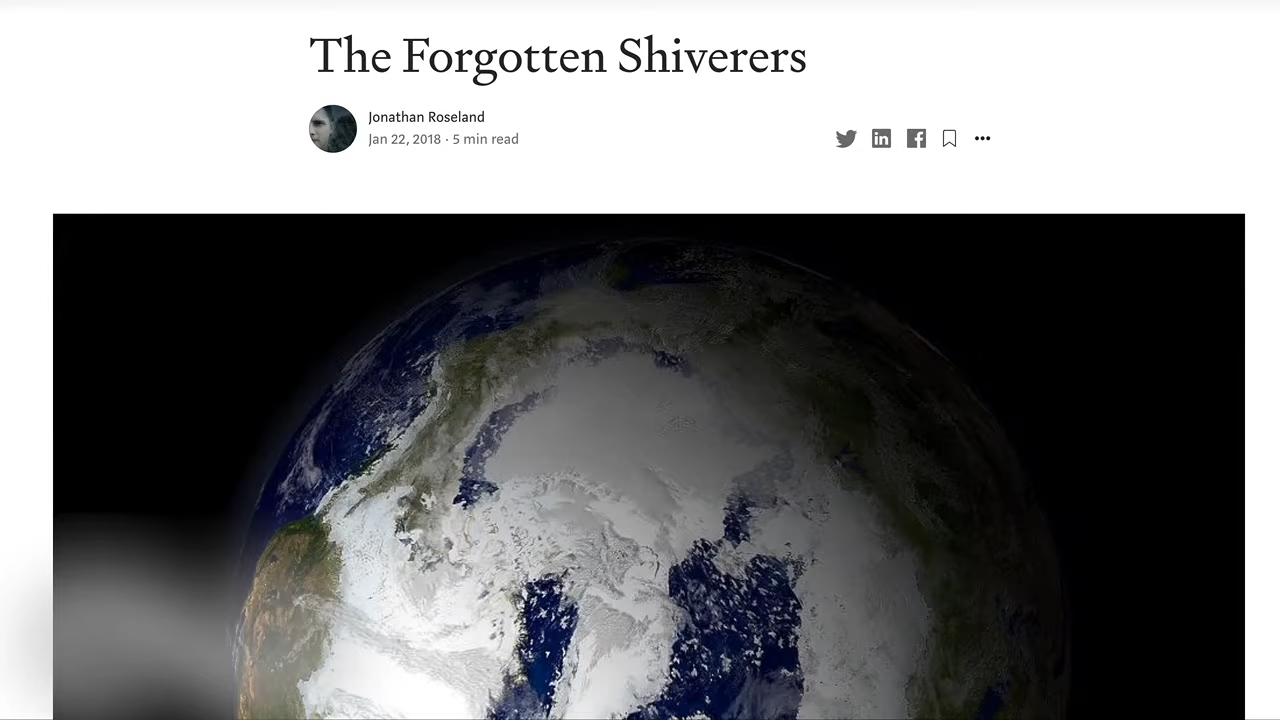 The Forgotten Shiverers
Jonathan Roseland
Jan 22, 2018 · 5 min read